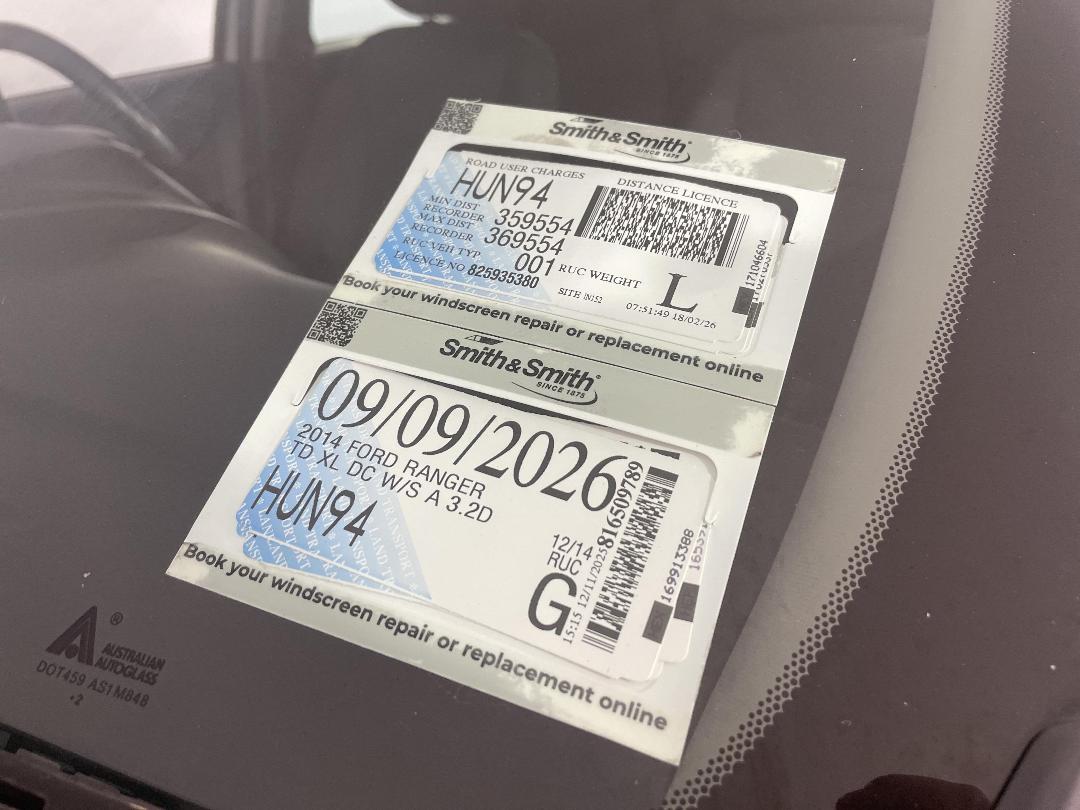 Smith&Smith®
SINCE 1875
ROAD USER CHARGES
DISTANCE LICENCE
HUN94
MIN DIST
RECORDER 359554
MAX DIST
RECORDER 369554
RUC VEH TYP 001
RUC WEIGHT L
LICENCE NO 825935380
SITE IN152
07:51:49 18/02/26
171046604
Book your windscreen repair or replacement online
Smith&Smith®
SINCE 1875
09/09/2026
2014 FORD RANGER
TD XL DC W/S A 3.2D
HUN94
12/14
RUC
G
15:15 12/11/2025 816509789
169913388
Book your windscreen repair or replacement online
®
AUSTRALIAN
AUTOGLASS
DOT459 AS1M848
•2